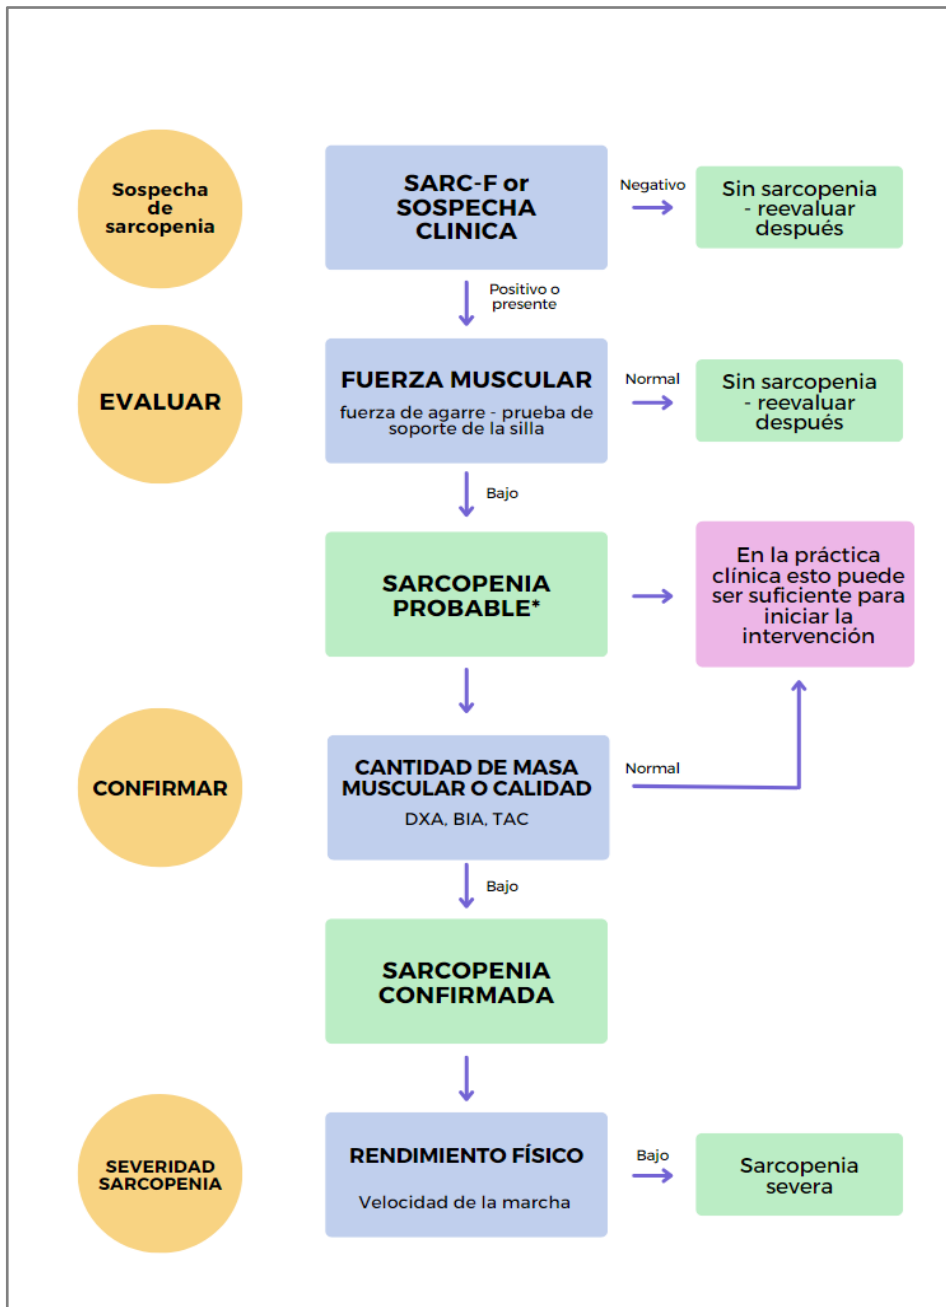 Sospecha
de
sarcopenia
SARC-F or
SOSPECHA
CLINICA
Negativo
Sin sarcopenia
- reevaluar
después
Positivo o
presente
EVALUAR
FUERZA MUSCULAR
fuerza de agarre - prueba de
soporte de la silla
Normal
Sin sarcopenia
- reevaluar
después
Bajo
SARCOPENIA
PROBABLE*
En la práctica
clínica esto puede
ser suficiente para
iniciar la
intervención
CONFIRMAR
CANTIDAD DE MASA
MUSCULAR O CALIDAD
DXA, BIA, TAC
Normal
Bajo
SARCOPENIA
CONFIRMADA
SEVERIDAD
SARCOPENIA
RENDIMIENTO FÍSICO
Velocidad de la marcha
Bajo
Sarcopenia
severa